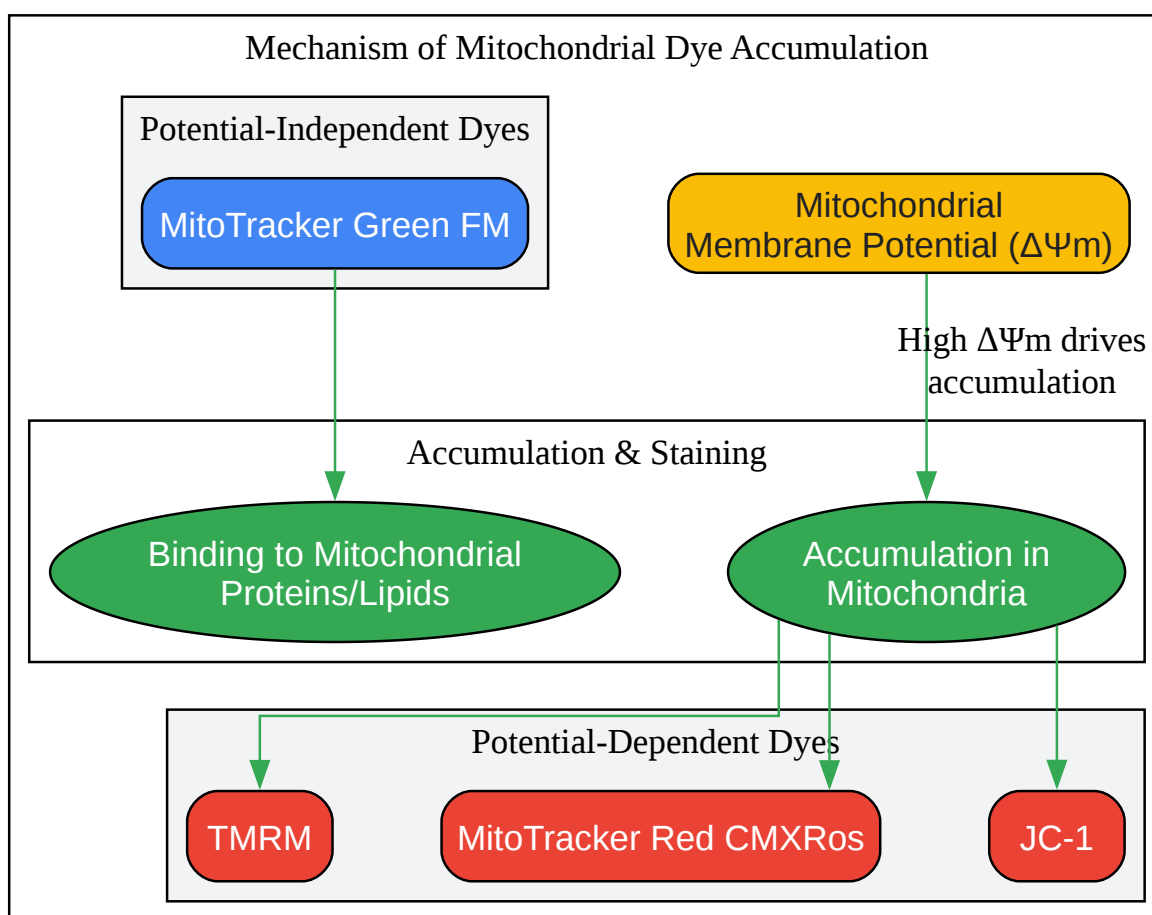 Mechanism of Mitochondrial Dye Accumulation
Potential-Independent Dyes
MitoTracker Green FM
Mitochondrial
Membrane Potential (ΔΨm)
High ΔΨm drives
accumulation
Accumulation & Staining
Binding to Mitochondrial
Proteins/Lipids
Accumulation in
Mitochondria
Potential-Dependent Dyes
TMRM
MitoTracker Red CMXRos
JC-1